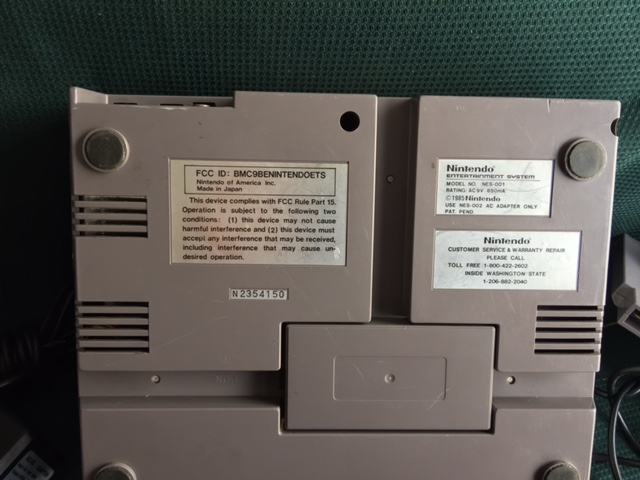 FCC ID: BMC9BENINTENDOETS
Nintendo of America Inc.
Made in Japan
This device complies with FCC Rule Part 15.
Operation is subject to the following two
conditions: (1) this device may not cause
harmful interference and (2) this device must
accept any interference that may be received,
including interference that may cause un-
desired operation.
N2354150
Nintendo
ENTERTAINMENT SYSTEM
MODEL NO. NES-001
RATING: AC 9V 850mA
©1985 Nintendo
USE NES-002 AC ADAPTER ONLY
PAT. PEND.
Nintendo
CUSTOMER SERVICE & WARRANTY REPAIR
PLEASE CALL
TOLL FREE 1-800-422-2602
INSIDE WASHINGTON STATE
1-206-882-2040